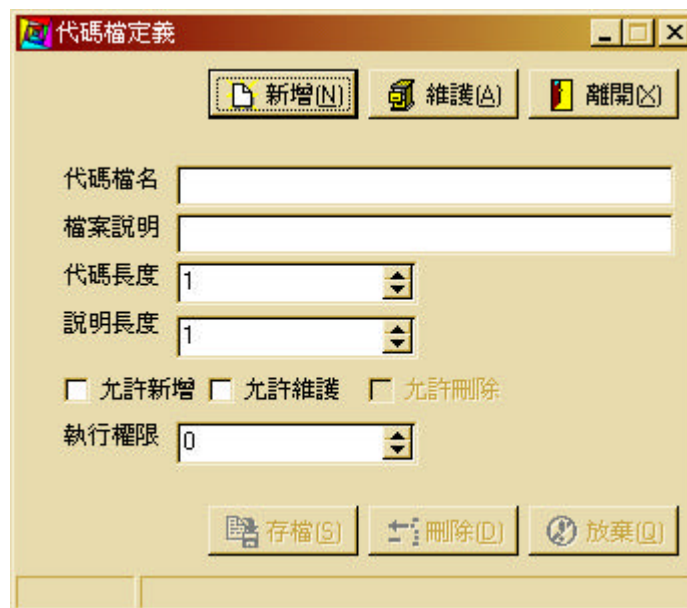 代碼檔定義
新增(N) 維護(A) 離開(X)
代碼檔名
檔案說明
代碼長度 1
說明長度 1
允許新增 允許維護 允許刪除
執行權限 0
存檔(S) 刪除(D) 放棄(Q)